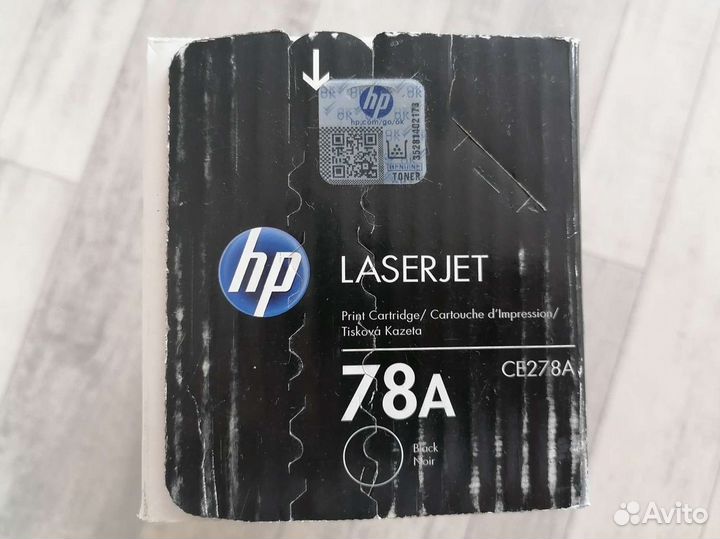 hp
hp.com/go/ok
35281402173
GENUINE
TONER
hp
LASERJET
Print Cartridge/ Cartouche d'Impression/
Tisková Kazeta
78A
CE278A
Black
Noir
Avito